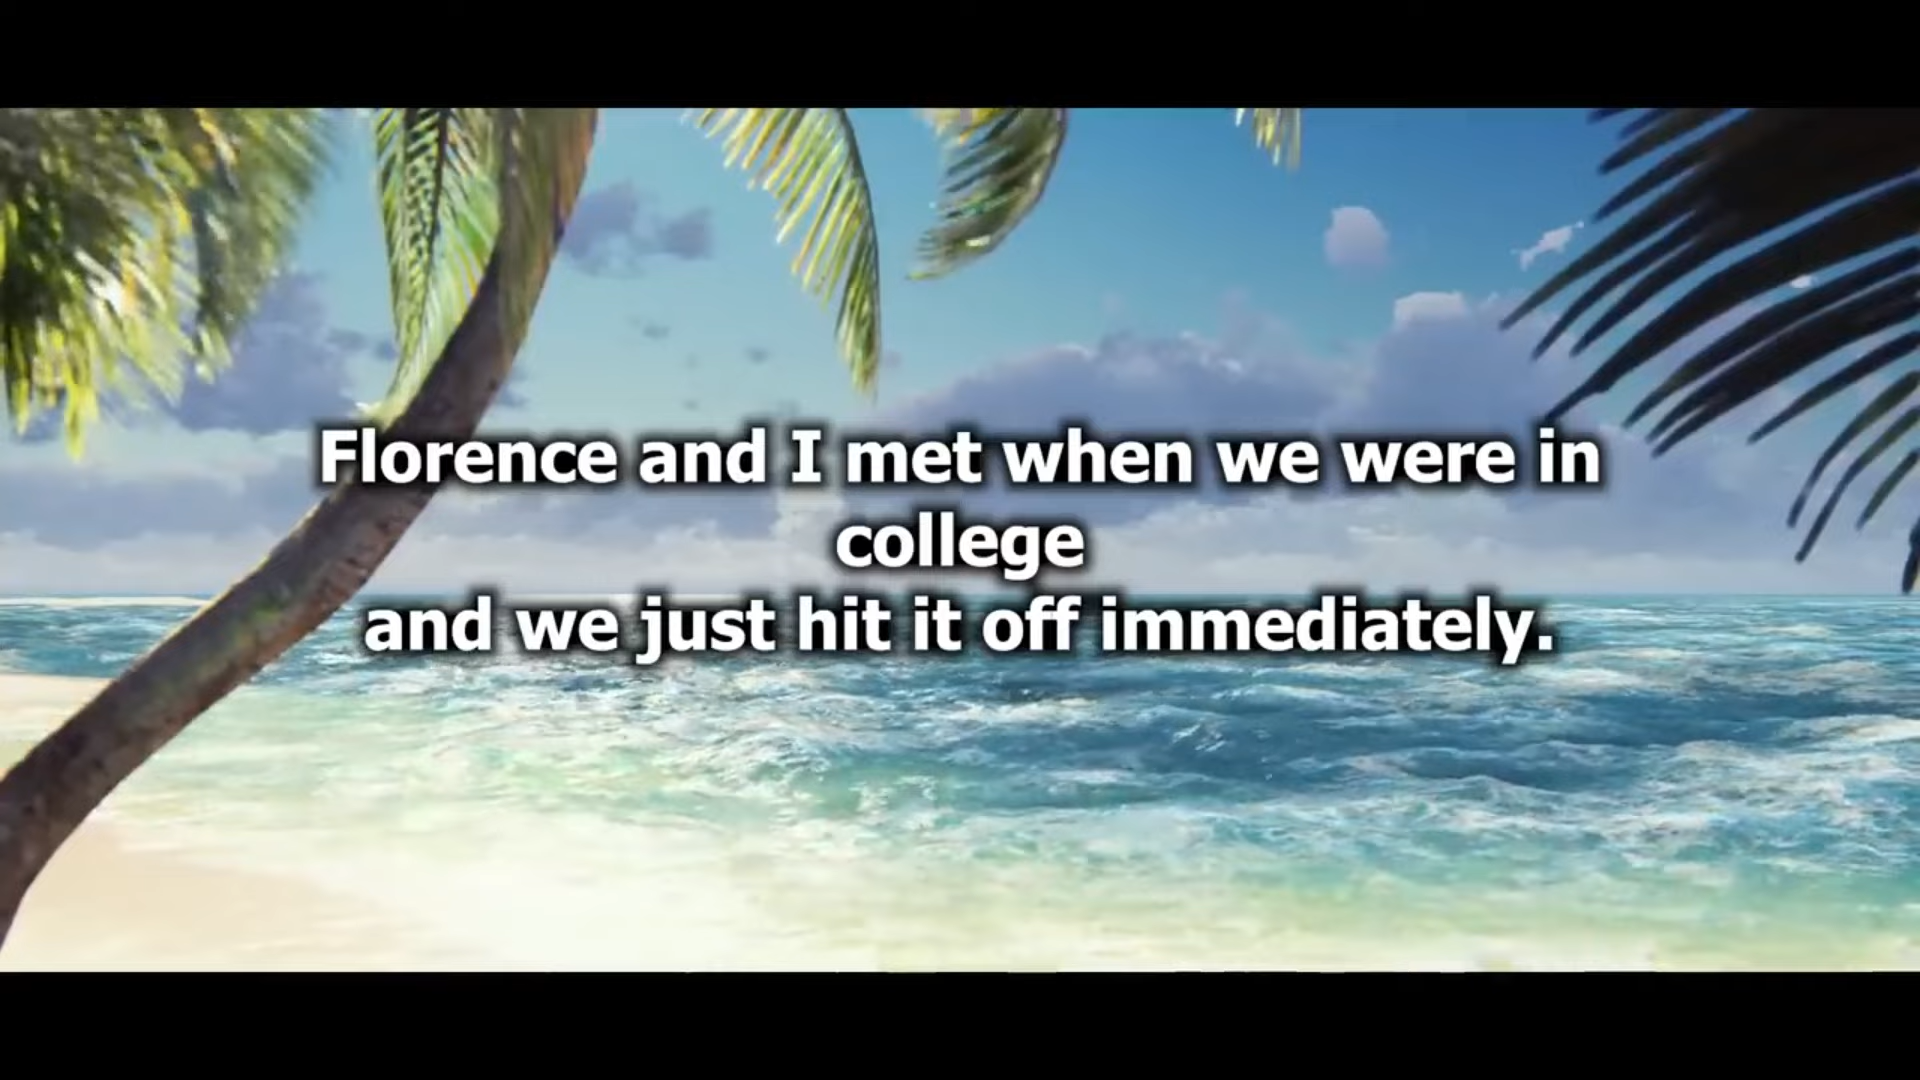 Florence and I met when we were in
college
and we just hit it off immediately.